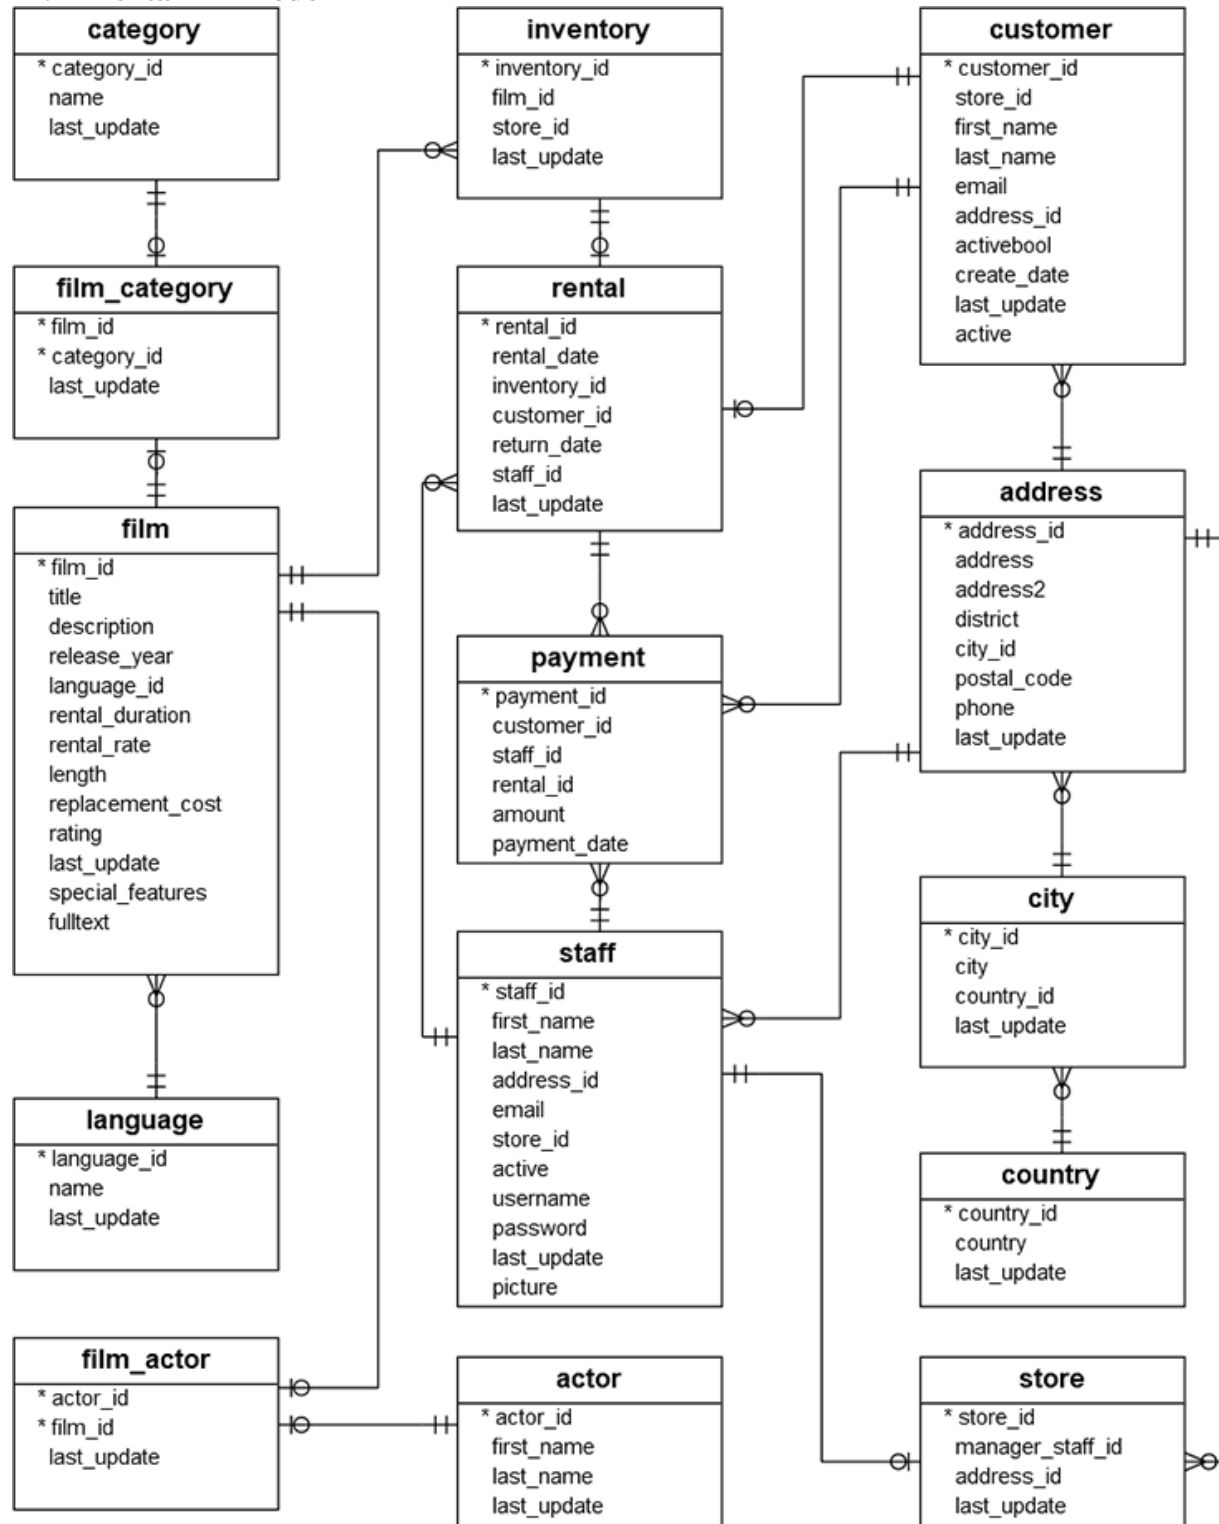 category
* category_id
name
last_update
film_category
* film_id
* category_id
last_update
film
* film_id
title
description
release_year
language_id
rental_duration
rental_rate
length
replacement_cost
rating
last_update
special_features
fulltext
language
* language_id
name
last_update
film_actor
* actor_id
* film_id
last_update
inventory
* inventory_id
film_id
store_id
last_update
rental
* rental_id
rental_date
inventory_id
customer_id
return_date
staff_id
last_update
payment
* payment_id
customer_id
staff_id
rental_id
amount
payment_date
staff
* staff_id
first_name
last_name
address_id
email
store_id
active
username
password
last_update
picture
actor
* actor_id
first_name
last_name
last_update
customer
* customer_id
store_id
first_name
last_name
email
address_id
activebool
create_date
last_update
active
address
* address_id
address
address2
district
city_id
postal_code
phone
last_update
city
* city_id
city
country_id
last_update
country
* country_id
country
last_update
store
* store_id
manager_staff_id
address_id
last_update